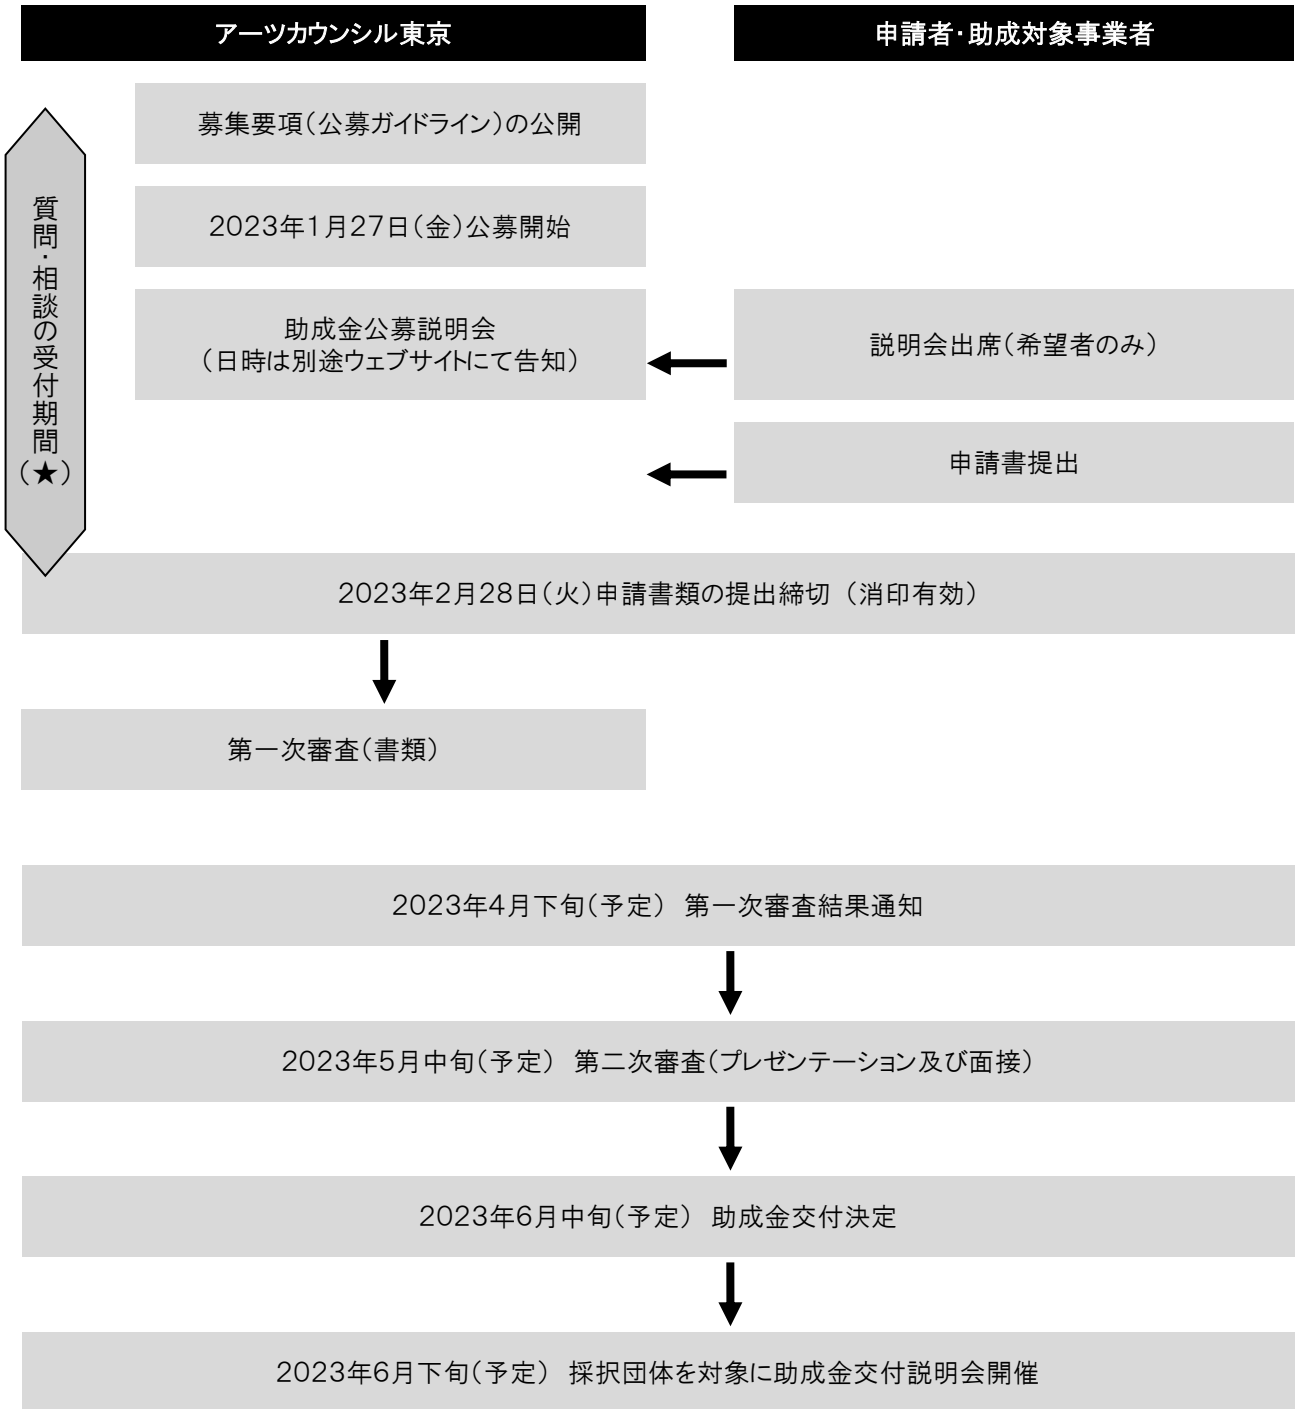 アーツカウンシル東京
申請者・助成対象事業者
募集要項(公募ガイドライン)の公開
2023年1月27日(金)公募開始
質問・相談の受付期間(★)
助成金公募説明会
(日時は別途ウェブサイトにて告知)
説明会出席(希望者のみ)
申請書提出
2023年2月28日(火)申請書類の提出締切 (消印有効)
第一次審査(書類)
2023年4月下旬(予定) 第一次審査結果通知
2023年5月中旬(予定) 第二次審査(プレゼンテーション及び面接)
2023年6月中旬(予定) 助成金交付決定
2023年6月下旬(予定) 採択団体を対象に助成金交付説明会開催